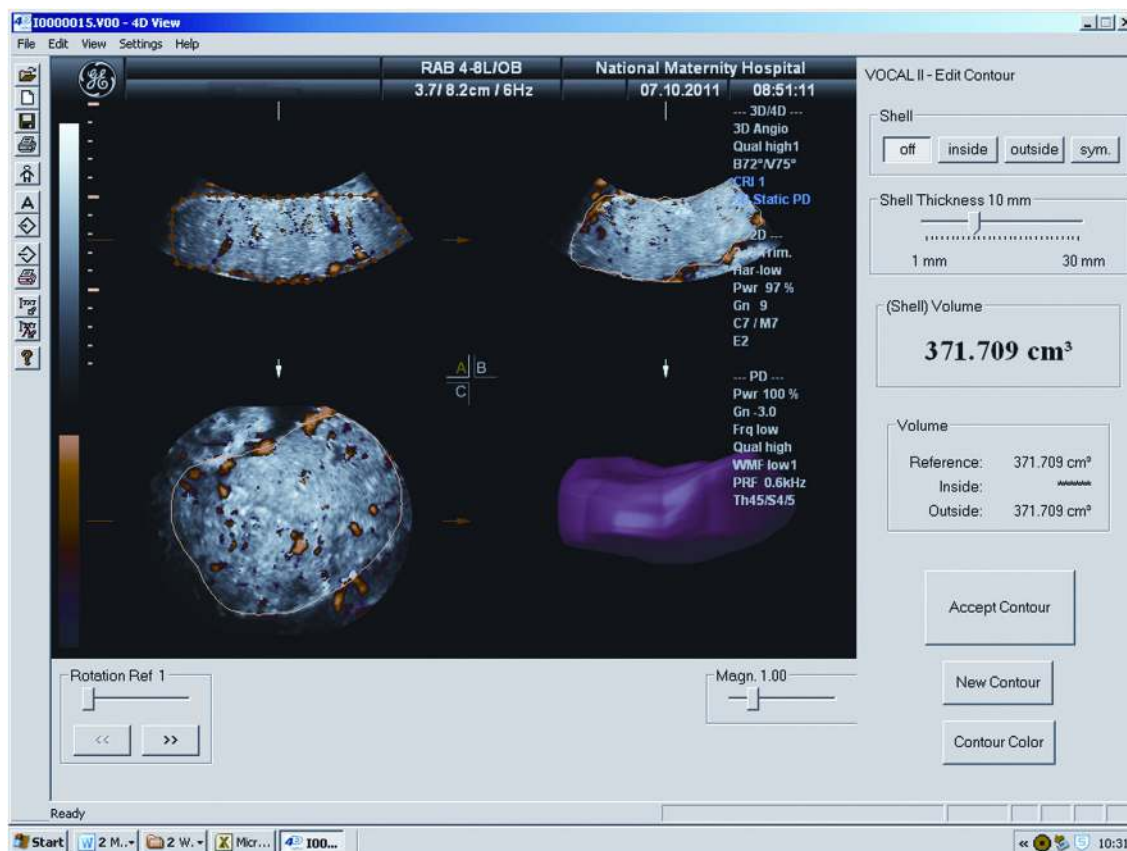 I0000015.V00 - 4D View
File Edit View Settings Help
GE
RAB 4-8L/OB National Maternity Hospital
3.7/ 8.2cm / 6Hz 07.10.2011 08:51:11
--- 3D/4D ---
3D Angio
Qual high1
B72°/V75°
CRI 1
Static PD
2D ---
Har-low
Pwr 97 %
Gn 9
C7 / M7
E2
--- PD ---
Pwr 100 %
Gn -3.0
Frq low
Qual high
WMF low1
PRF 0.6kHz
Th45/S4/5
A B
C
VOCAL II - Edit Contour
Shell
off inside outside sym.
Shell Thickness 10 mm
1 mm 30 mm
(Shell) Volume
371.709 cm³
Volume
Reference: 371.709 cm³
Inside:
Outside: 371.709 cm³
Accept Contour
New Contour
Contour Color
Rotation Ref 1
<< >>
Magn. 1.00
Ready
Start 2 M.. 2 W. Micr... I00... « 10:31